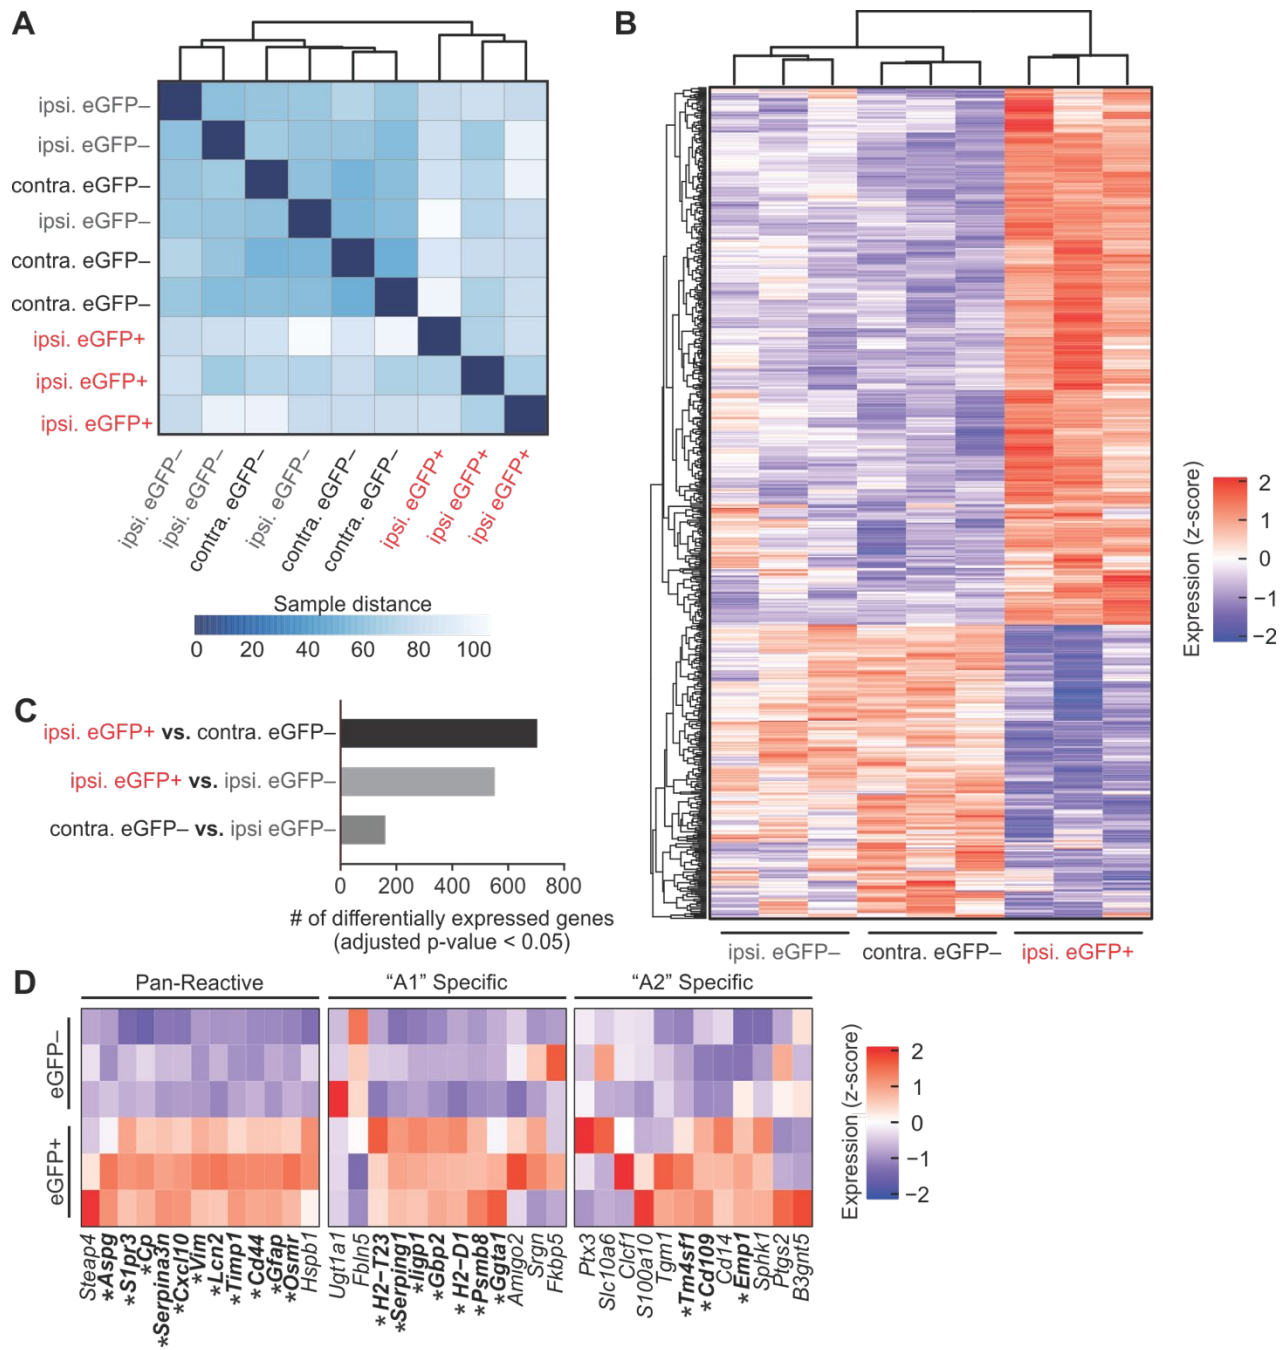 A
ipsi. eGFP–
ipsi. eGFP–
contra. eGFP–
ipsi. eGFP–
contra. eGFP–
contra. eGFP–
ipsi. eGFP+
ipsi. eGFP+
ipsi. eGFP+
ipsi. eGFP–
ipsi. eGFP–
contra. eGFP–
ipsi. eGFP–
contra. eGFP–
contra. eGFP–
ipsi. eGFP+
ipsi eGFP+
ipsi eGFP+
Sample distance
0 20 40 60 80 100
B
ipsi. eGFP– contra. eGFP– ipsi. eGFP+
Expression (z-score)
2
1
0
−1
−2
C
ipsi. eGFP+ vs. contra. eGFP–
ipsi. eGFP+ vs. ipsi. eGFP–
contra. eGFP– vs. ipsi eGFP–
0 200 400 600 800
# of differentially expressed genes
(adjusted p-value < 0.05)
D
Pan-Reactive
“A1” Specific
“A2” Specific
eGFP–
eGFP+
Steap4
*Aspg
*S1pr3
*Cp
*Serpina3n
*Cxcl10
*Vim
*Lcn2
*Timp1
*Cd44
*Gfap
*Osmr
Hspb1
Ugt1a1
Fbln5
*H2−T23
*Serping1
*Iigp1
*Gbp2
*H2−D1
*Psmb8
*Ggta1
Amigo2
Srgn
Fkbp5
Ptx3
Slc10a6
Clcf1
S100a10
Tgm1
*Tm4sf1
*Cd109
Cd14
*Emp1
Sphk1
Ptgs2
B3gnt5
Expression (z-score)
2
1
0
−1
−2